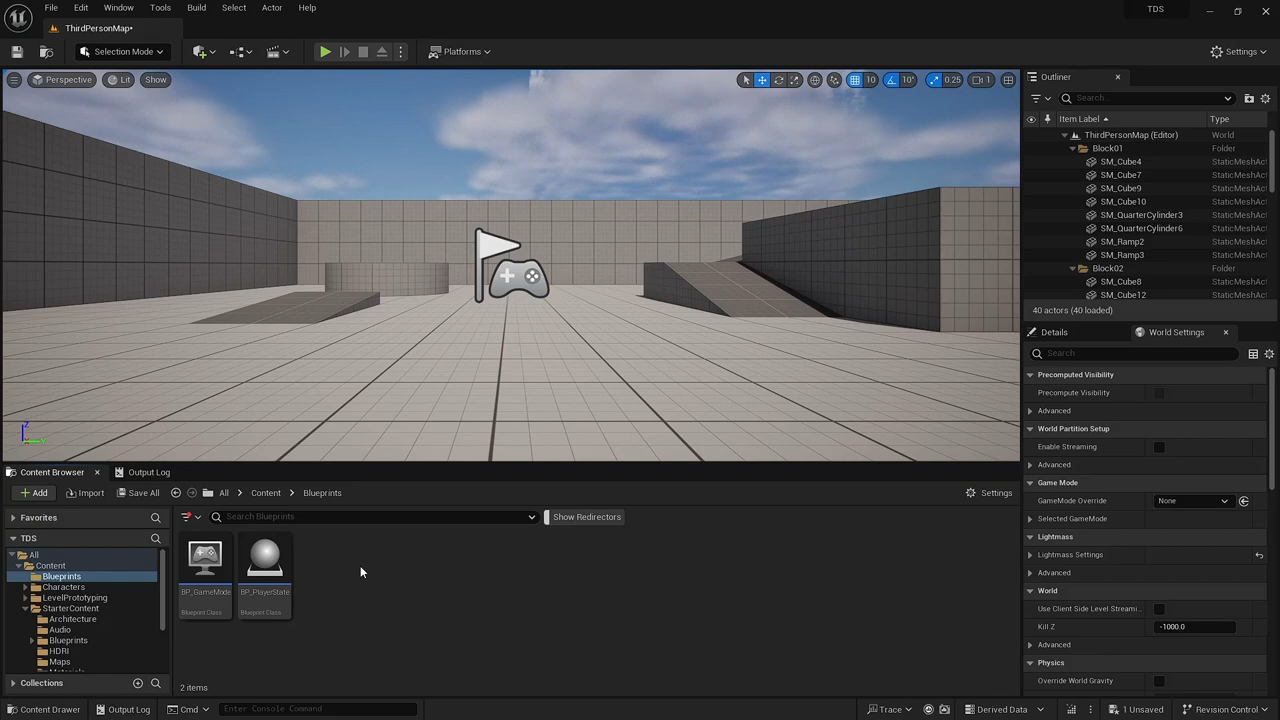 File Edit Window Tools Build Select Actor Help
ThirdPersonMap*
TDS
Selection Mode
Platforms
Settings
Perspective Lit Show
10 10° 0.25 1
Outliner
Search...
Item Label Type
ThirdPersonMap (Editor) World
Block01 Folder
SM_Cube4 StaticMeshAct
SM_Cube7 StaticMeshAct
SM_Cube9 StaticMeshAct
SM_Cube10 StaticMeshAct
SM_QuarterCylinder3 StaticMeshAct
SM_QuarterCylinder6 StaticMeshAct
SM_Ramp2 StaticMeshAct
SM_Ramp3 StaticMeshAct
Block02 Folder
SM_Cube8 StaticMeshAct
SM_Cube12 StaticMeshAct
40 actors (40 loaded)
Details World Settings
Search
Precomputed Visibility
Precompute Visibility
Advanced
World Partition Setup
Enable Streaming
Advanced
Game Mode
GameMode Override None
Selected GameMode
Lightmass
Lightmass Settings
Advanced
World
Use Client Side Level Streami...
Kill Z -1000.0
Advanced
Physics
Override World Gravity
Z
Content Browser Output Log
Add Import Save All All Content Blueprints Settings
Favorites
Search Blueprints
Show Redirectors
TDS
All
Content
Blueprints
Characters
LevelPrototyping
StarterContent
Architecture
Audio
Blueprints
HDRI
Maps
Collections
BP_GameMode
Blueprint Class
BP_PlayerState
Blueprint Class
2 items
Content Drawer Output Log Cmd Enter Console Command
Trace Derived Data 1 Unsaved Revision Control